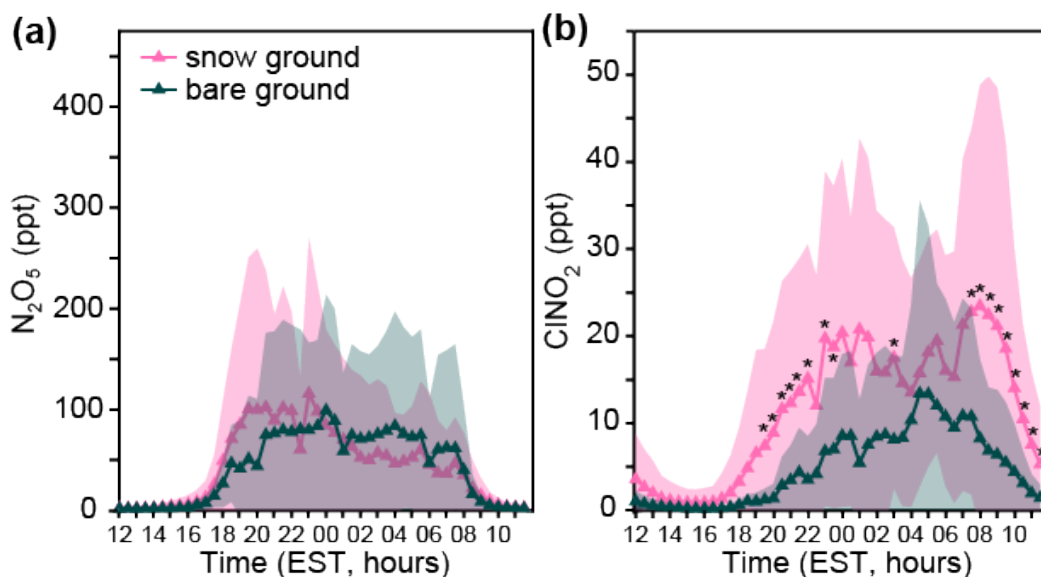 (a)
snow ground
bare ground
N₂O₅ (ppt)
400
300
200
100
0
12 14 16 18 20 22 00 02 04 06 08 10
Time (EST, hours)
(b)
ClNO₂ (ppt)
50
40
30
20
10
0
* * * * * * * * * * * * * * * * * *
12 14 16 18 20 22 00 02 04 06 08 10
Time (EST, hours)